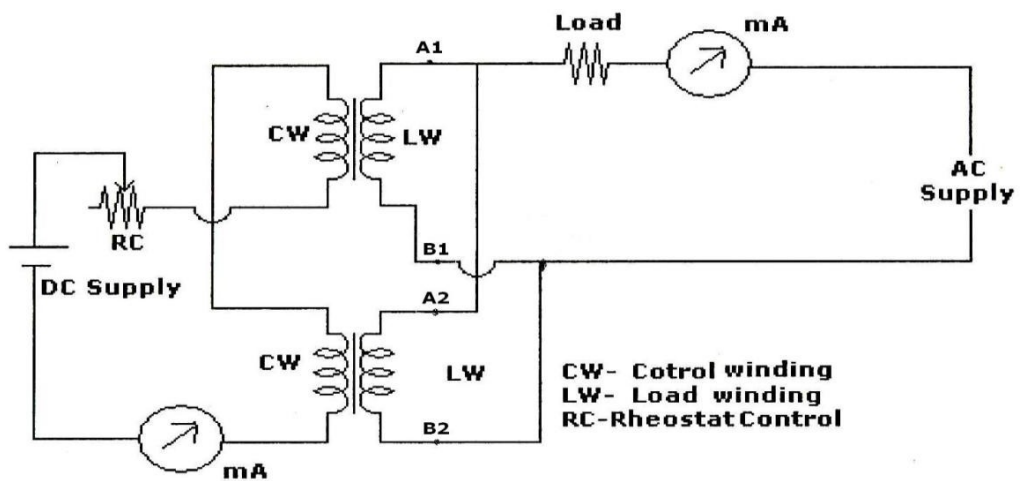 Load
mA
A1
CW
LW
AC
Supply
RC
B1
DC Supply
A2
CW
LW
CW- Cotrol winding
LW- Load winding
RC-Rheostat Control
B2
mA